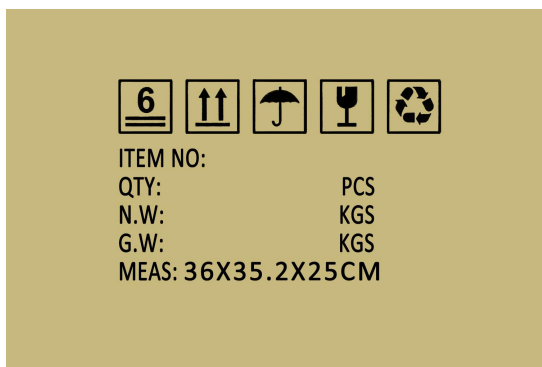 6
ITEM NO:
QTY: PCS
N.W: KGS
G.W: KGS
MEAS: 36X35.2X25CM